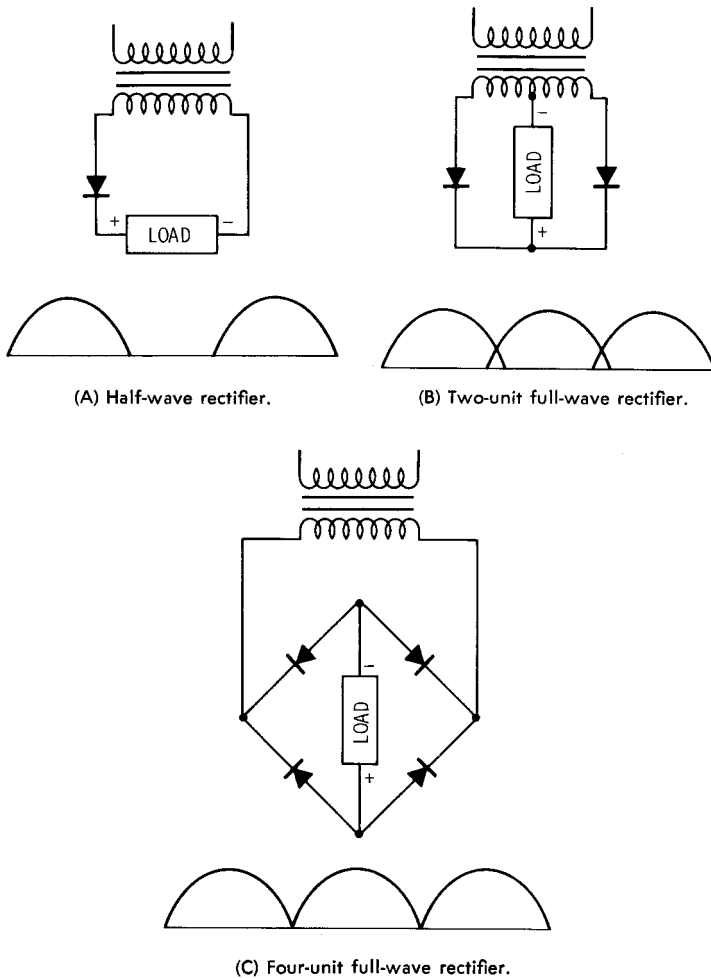 + LOAD -
-
LOAD
+
(A) Half-wave rectifier.
(B) Two-unit full-wave rectifier.
-
LOAD
+
(C) Four-unit full-wave rectifier.